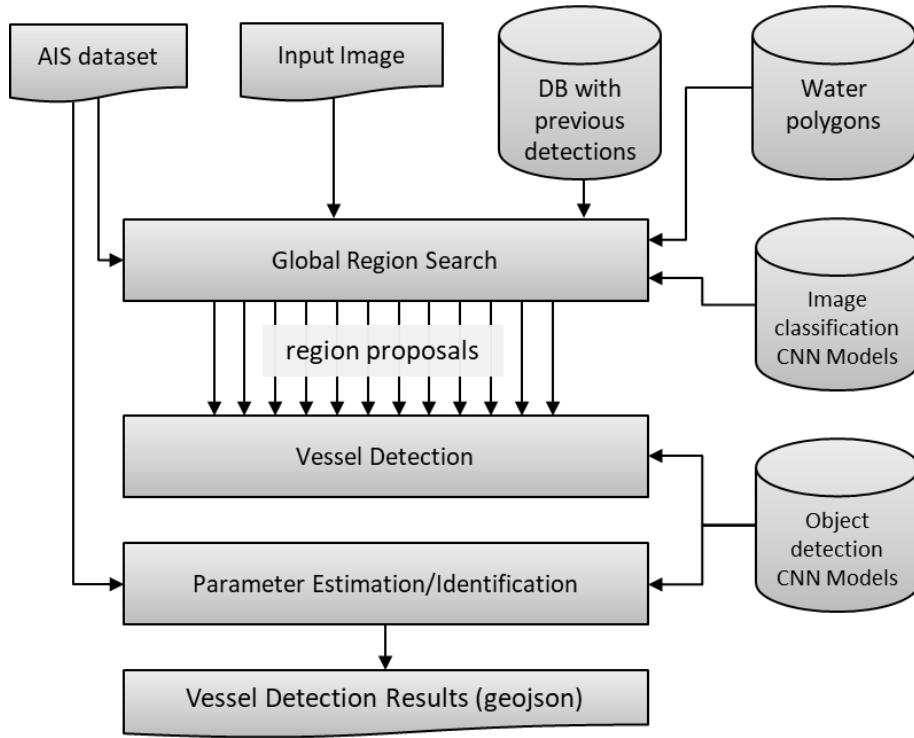 AIS dataset
Input Image
DB with
previous
detections
Water
polygons
Global Region Search
Image
classification
CNN Models
region proposals
Vessel Detection
Object
detection
CNN Models
Parameter Estimation/Identification
Vessel Detection Results (geojson)